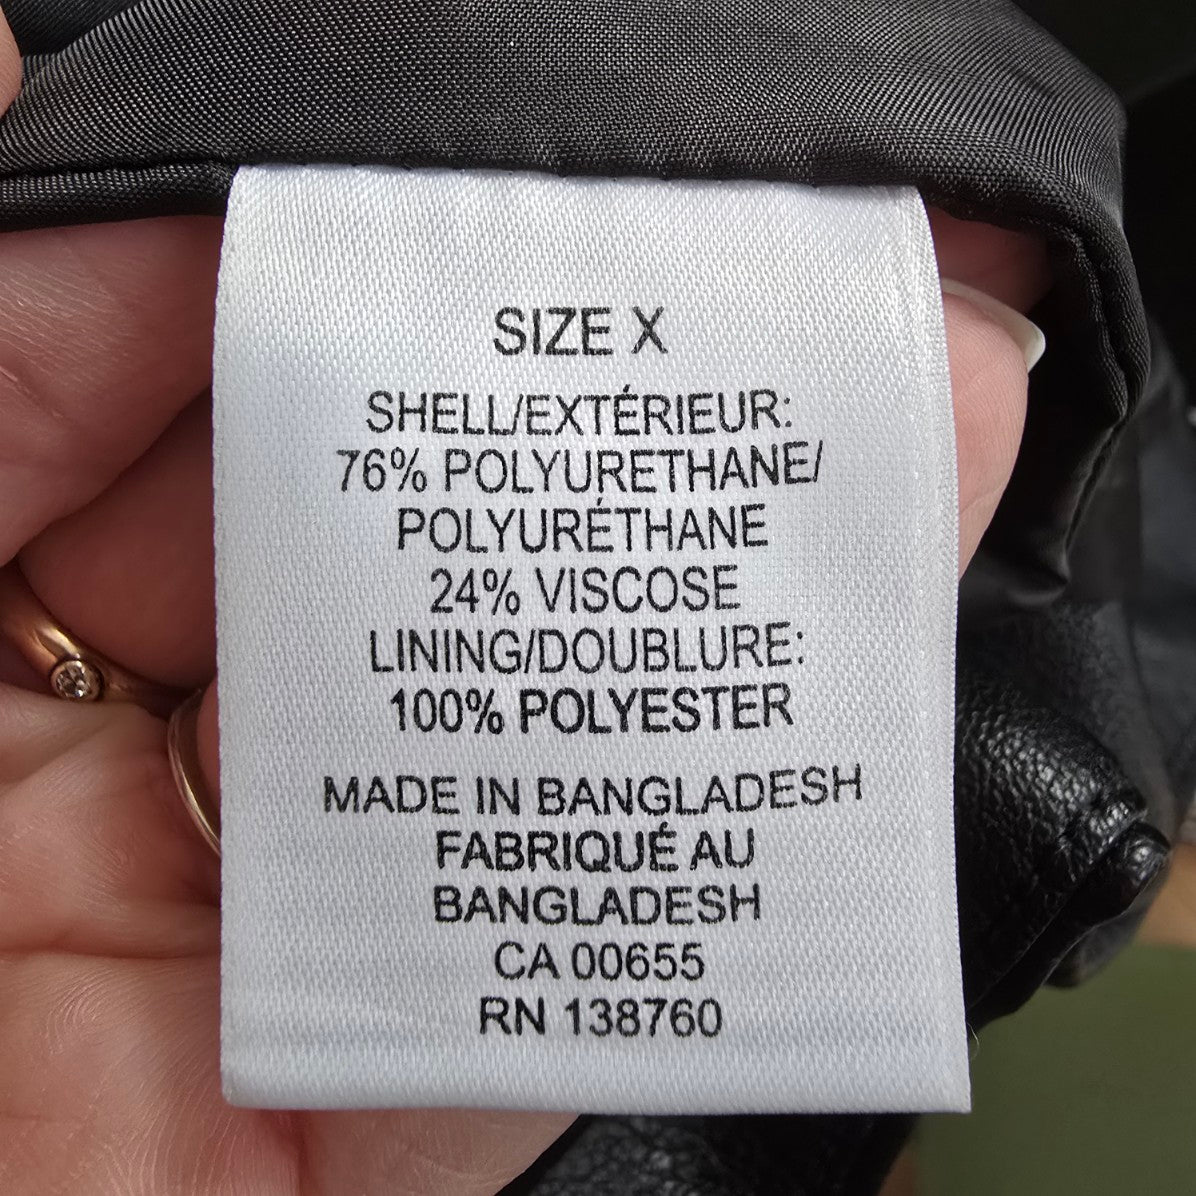 SIZE X
SHELL/EXTÉRIEUR:
76% POLYURETHANE/
POLYURÉTHANE
24% VISCOSE
LINING/DOUBLURE:
100% POLYESTER
MADE IN BANGLADESH
FABRIQUÉ AU
BANGLADESH
CA 00655
RN 138760